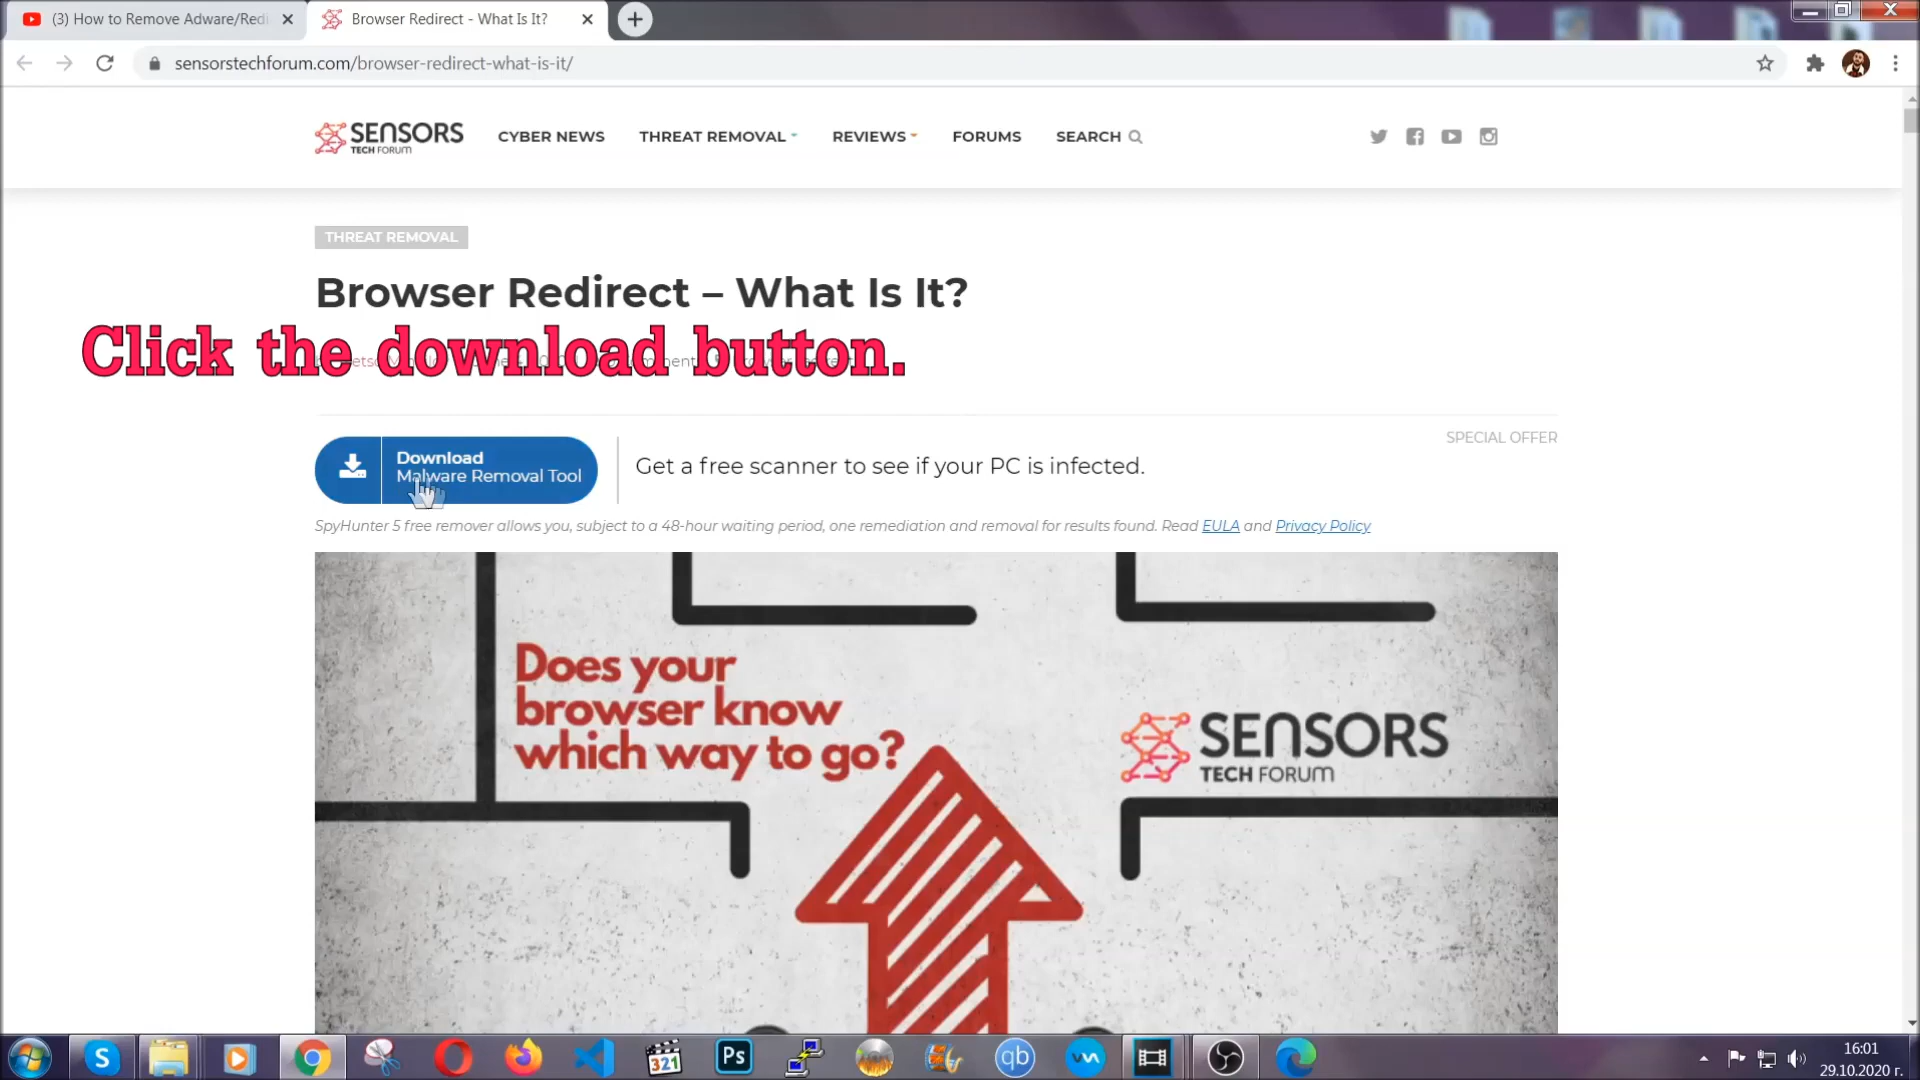 (3) How to Remove Adware/Redi
Browser Redirect - What Is It?
sensorstechforum.com/browser-redirect-what-is-it/
SENSORS
TECH FORUM
CYBER NEWS
THREAT REMOVAL
REVIEWS
FORUMS
SEARCH
THREAT REMOVAL
Browser Redirect – What Is It?
Click the download button.
SPECIAL OFFER
Download
Malware Removal Tool
Get a free scanner to see if your PC is infected.
SpyHunter 5 free remover allows you, subject to a 48-hour waiting period, one remediation and removal for results found. Read EULA and Privacy Policy
Does your
browser know
which way to go?
SENSORS
TECH FORUM
S
321
Ps
qb
16:01
29.10.2020 г.